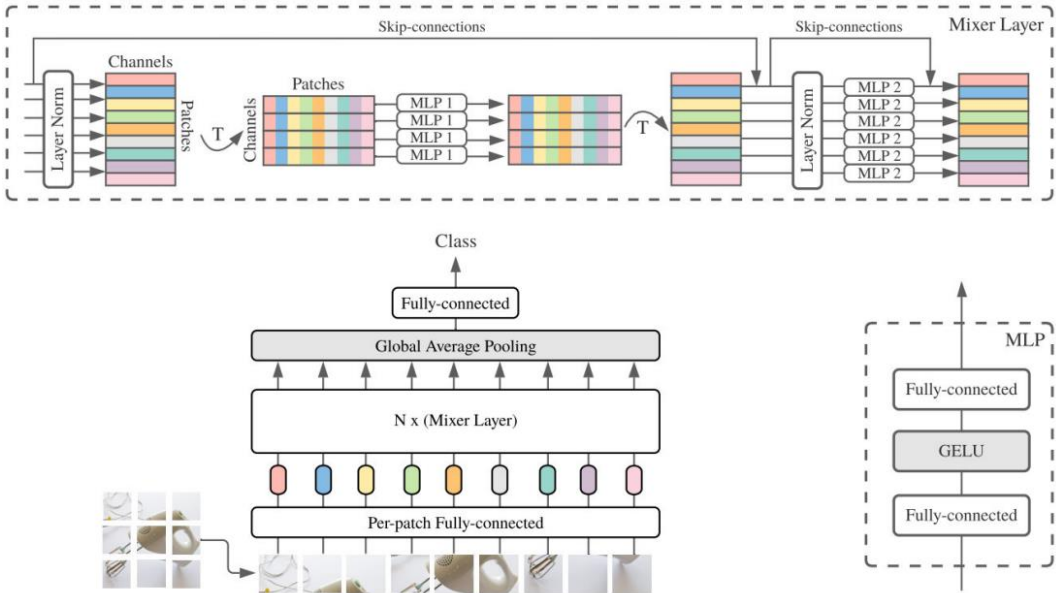 Skip-connections
Skip-connections
Mixer Layer
Channels
Layer Norm
Patches
T
Patches
Channels
MLP 1
MLP 1
MLP 1
MLP 1
T
Layer Norm
MLP 2
MLP 2
MLP 2
MLP 2
MLP 2
MLP 2
Class
Fully-connected
Global Average Pooling
N x (Mixer Layer)
Per-patch Fully-connected
MLP
Fully-connected
GELU
Fully-connected